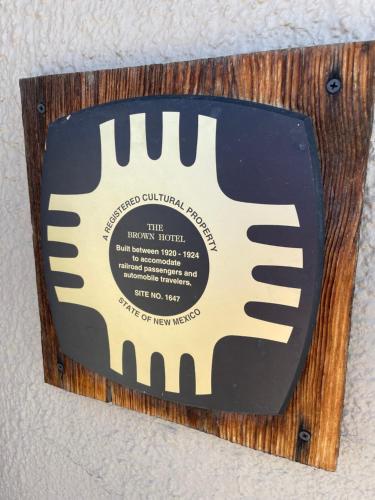 A REGISTERED CULTURAL PROPERTY
THE
BROWN HOTEL
Built between 1920 - 1924
to accomodate
railroad passengers and
automobile travelers,
SITE NO. 1647
STATE OF NEW MEXICO